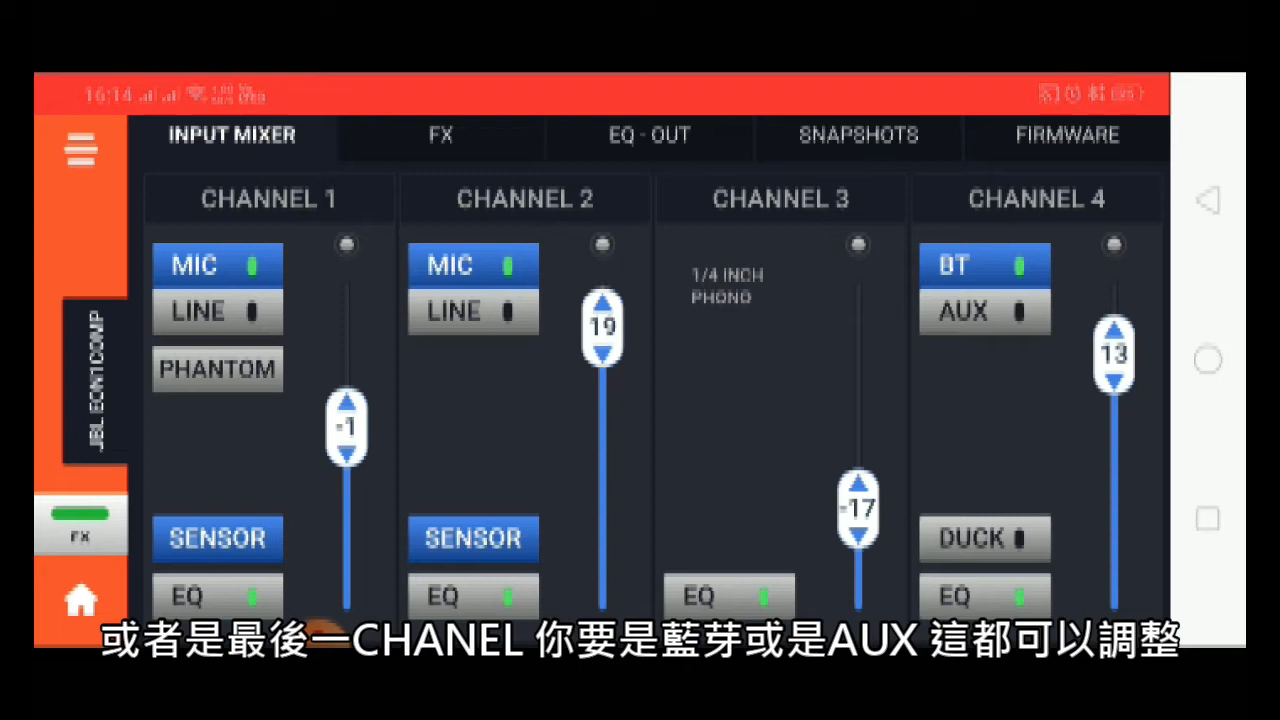 16:14
INPUT MIXER
FX
EQ - OUT
SNAPSHOTS
FIRMWARE
CHANNEL 1
CHANNEL 2
CHANNEL 3
CHANNEL 4
MIC
LINE
PHANTOM
-1
SENSOR
EQ
MIC
LINE
19
SENSOR
EQ
1/4 INCH
PHONO
-17
EQ
BT
AUX
13
DUCK
EQ
JBL EON1COMP
FX
或者是最後一CHANEL 你要是藍芽或是AUX 這都可以調整